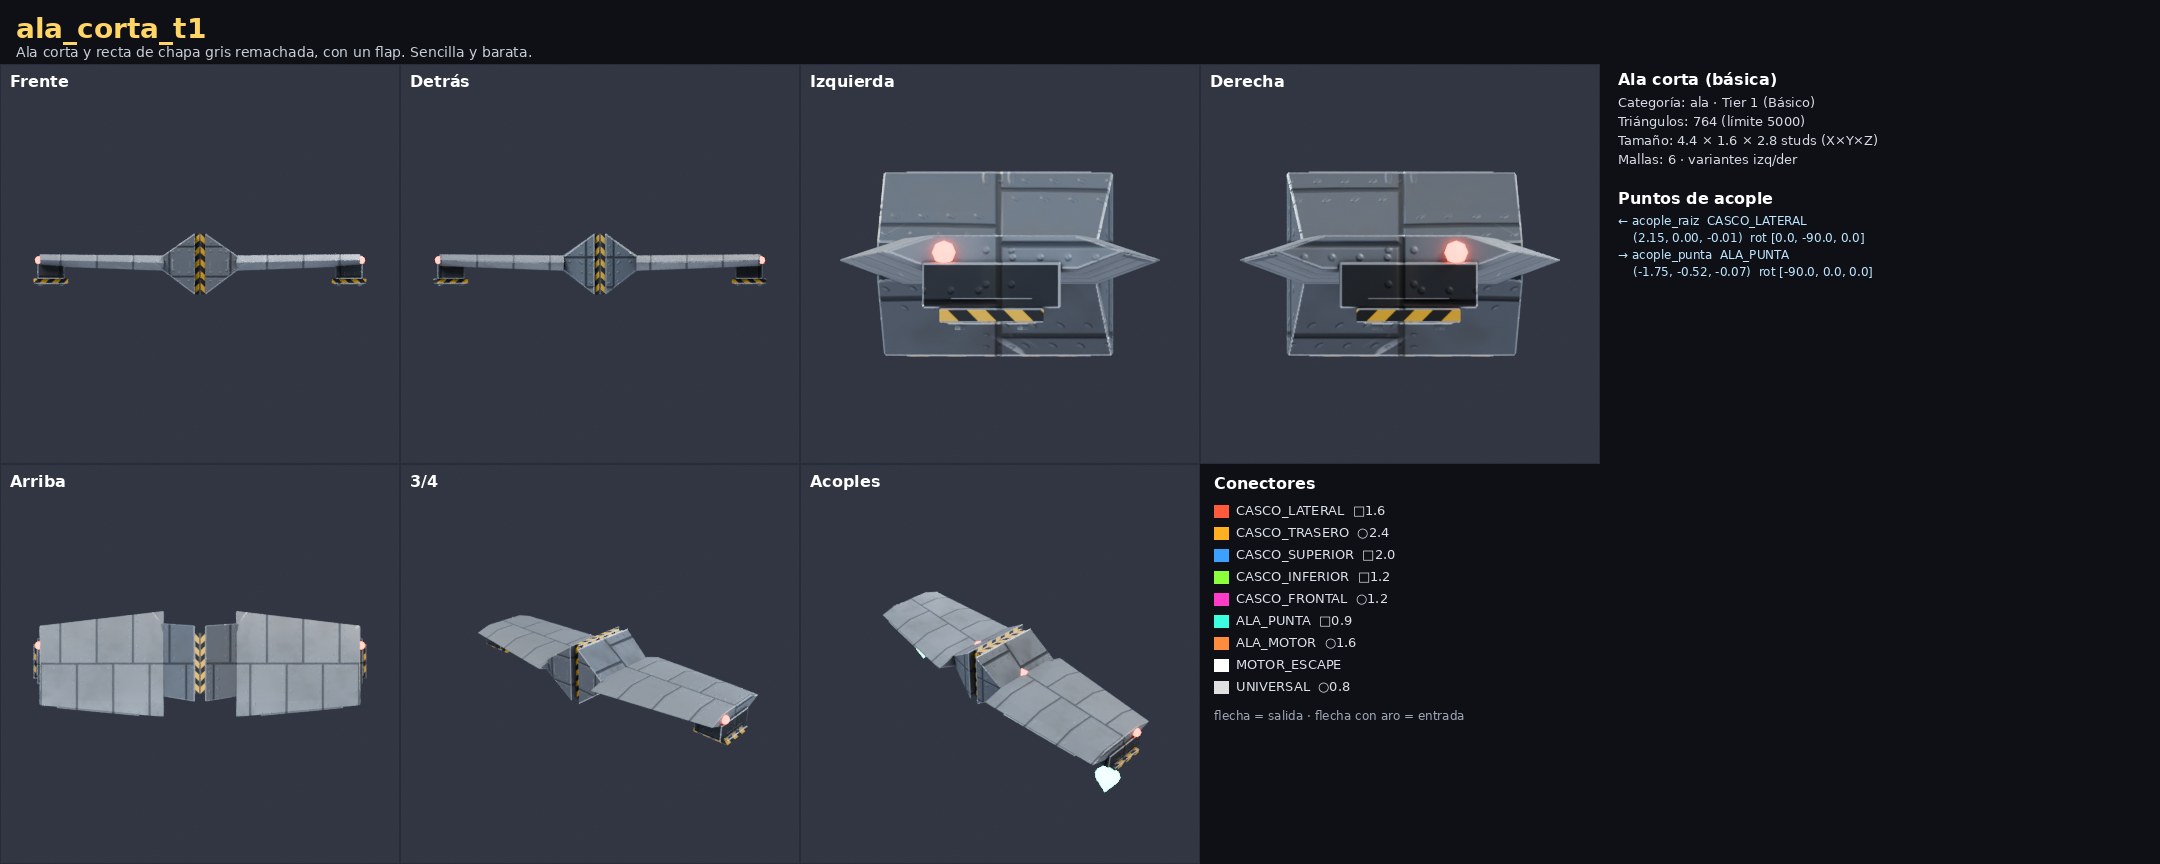 ala_corta_t1
Ala corta y recta de chapa gris remachada, con un flap. Sencilla y barata.
Frente
Detrás
Izquierda
Derecha
Ala corta (básica)
Categoría: ala · Tier 1 (Básico)
Triángulos: 764 (límite 5000)
Tamaño: 4.4 × 1.6 × 2.8 studs (X×Y×Z)
Mallas: 6 · variantes izq/der
Puntos de acople
← acople_raiz CASCO_LATERAL
(2.15, 0.00, -0.01) rot [0.0, -90.0, 0.0]
→ acople_punta ALA_PUNTA
(-1.75, -0.52, -0.07) rot [-90.0, 0.0, 0.0]
Arriba
3/4
Acoples
Conectores
CASCO_LATERAL □1.6
CASCO_TRASERO ○2.4
CASCO_SUPERIOR □2.0
CASCO_INFERIOR □1.2
CASCO_FRONTAL ○1.2
ALA_PUNTA □0.9
ALA_MOTOR ○1.6
MOTOR_ESCAPE
UNIVERSAL ○0.8
flecha = salida · flecha con aro = entrada